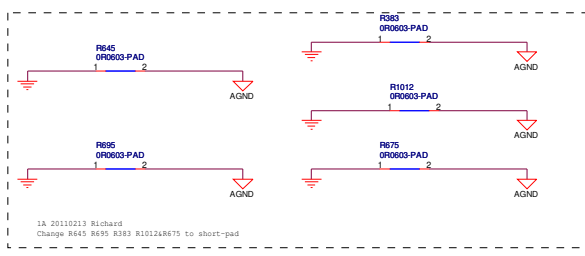 R645
0R0603-PAD
1 2
AGND
R695
0R0603-PAD
1 2
AGND
R383
0R0603-PAD
1 2
AGND
R1012
0R0603-PAD
1 2
AGND
R675
0R0603-PAD
1 2
AGND
1A 20110213 Richard
Change R645 R695 R383 R1012&R675 to short-pad